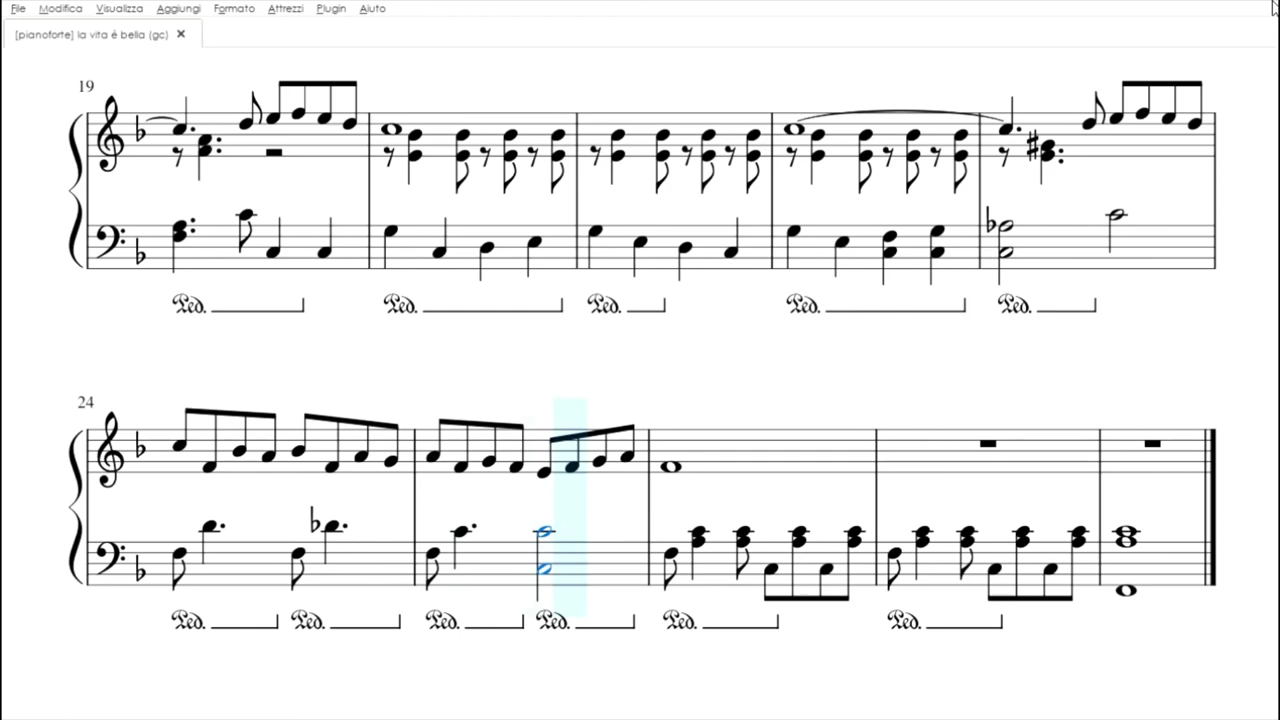 File Modifica Visualizza Aggiungi Formato Attrezzi Plugin Aiuto
[pianoforte] la vita è bella (gc) ✕
19
Ped. Ped. Ped. Ped. Ped.
24
Ped. Ped. Ped. Ped. Ped. Ped.